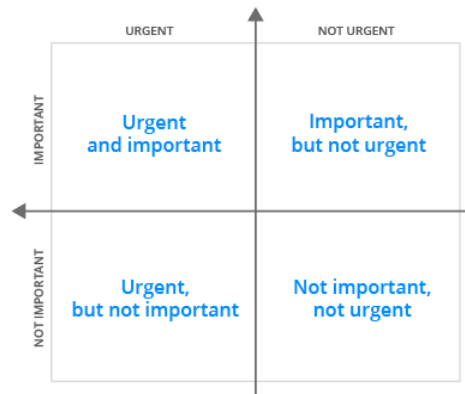 URGENT
NOT URGENT
IMPORTANT
Urgent
and important
Important,
but not urgent
NOT IMPORTANT
Urgent,
but not important
Not important,
not urgent